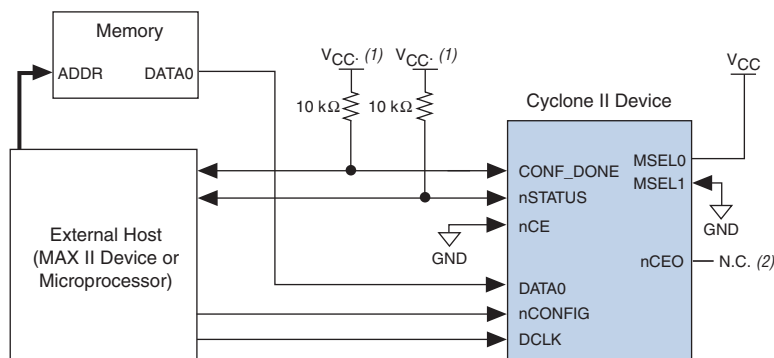 Memory
ADDR
DATA0
VCC. (1)
VCC. (1)
10 kΩ
10 kΩ
Cyclone II Device
VCC
External Host
(MAX II Device or
Microprocessor)
CONF_DONE
nSTATUS
nCE
GND
DATA0
nCONFIG
DCLK
MSEL0
MSEL1
GND
nCEO
N.C. (2)